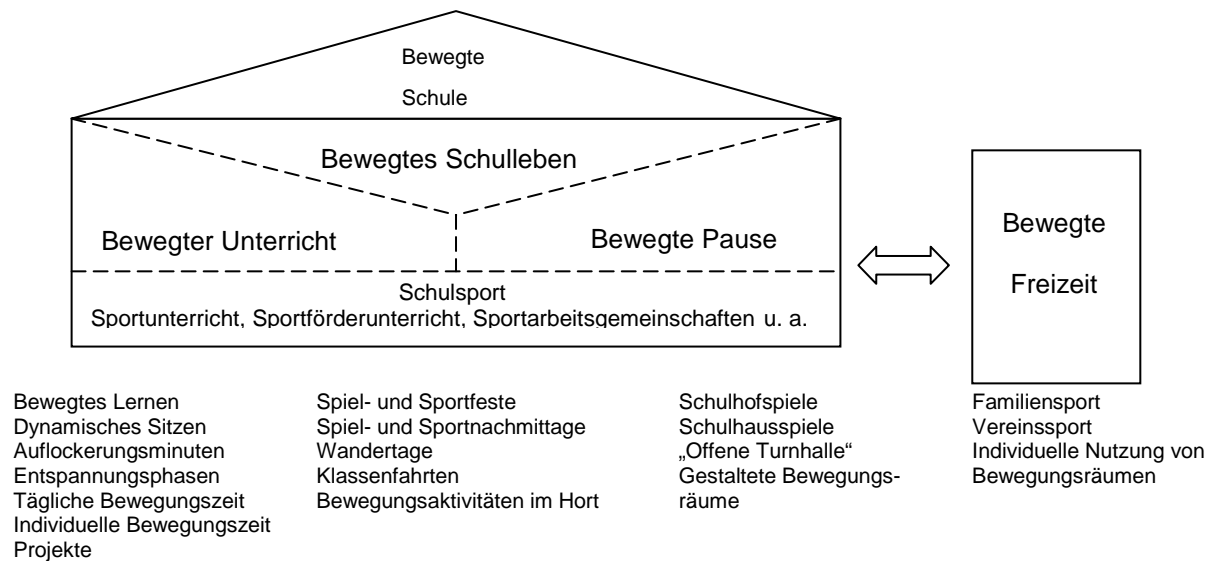 Bewegte
Schule
Bewegtes Schulleben
Bewegter Unterricht
Bewegte Pause
Schulsport
Sportunterricht, Sportförderunterricht, Sportarbeitsgemeinschaften u. a.
Bewegte
Freizeit
Bewegtes Lernen
Dynamisches Sitzen
Auflockerungsminuten
Entspannungsphasen
Tägliche Bewegungszeit
Individuelle Bewegungszeit
Projekte
Spiel- und Sportfeste
Spiel- und Sportnachmittage
Wandertage
Klassenfahrten
Bewegungsaktivitäten im Hort
Schulhofspiele
Schulhausspiele
„Offene Turnhalle“
Gestaltete Bewegungs-
räume
Familiensport
Vereinssport
Individuelle Nutzung von
Bewegungsräumen